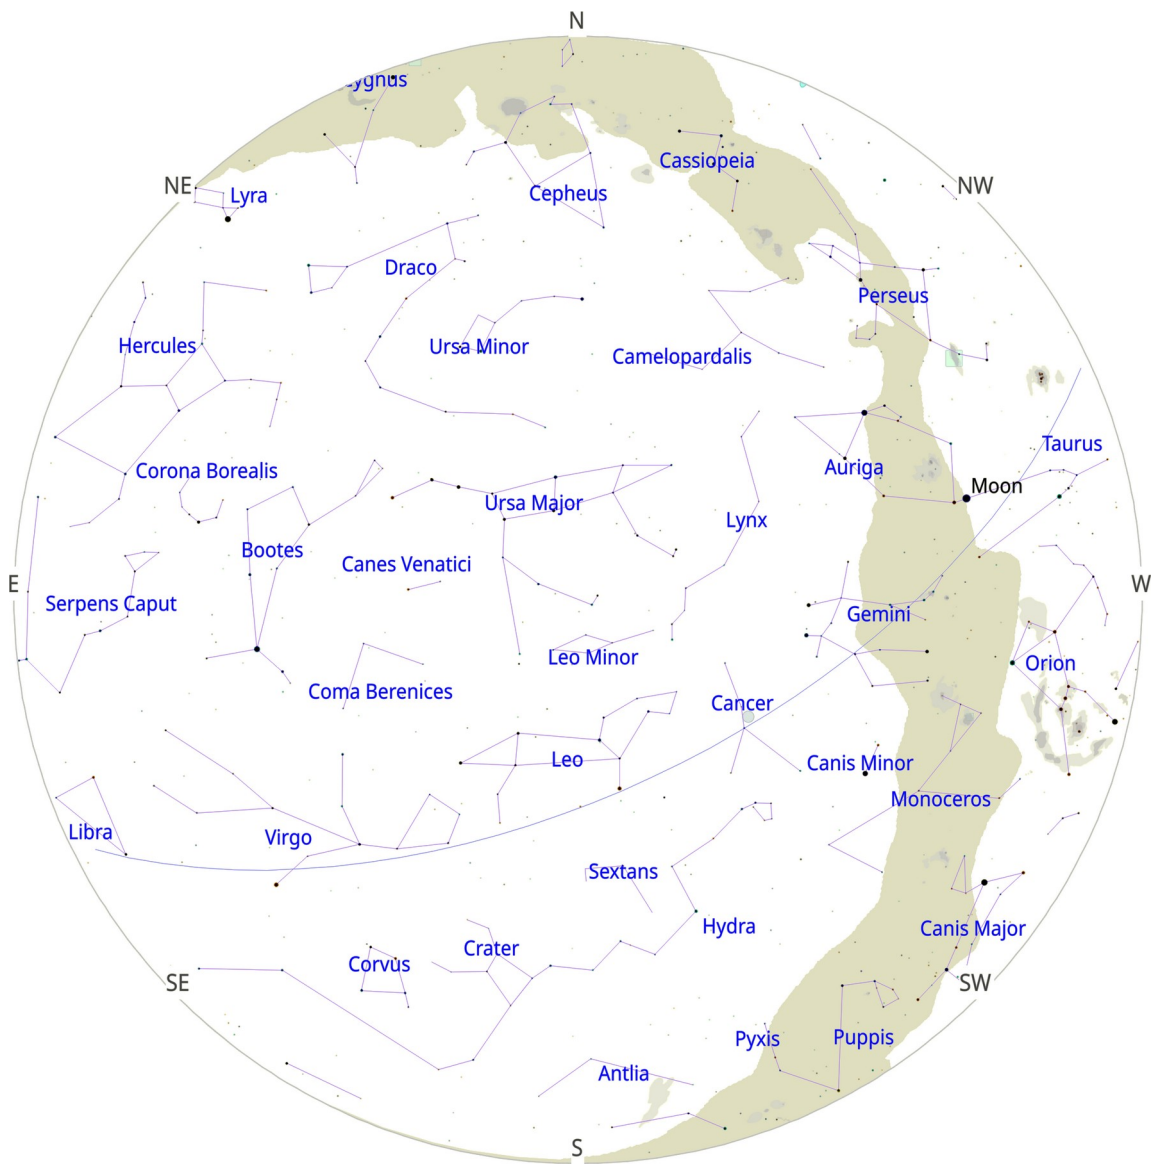 N
ygnus
Cassiopeia
NE
Lyra
Cepheus
NW
Draco
Perseus
Hercules
Ursa Minor
Camelopardalis
Taurus
Corona Borealis
Auriga
Moon
Ursa Major
Lynx
Bootes
Canes Venatici
E
W
Serpens Caput
Gemini
Leo Minor
Orion
Coma Berenices
Cancer
Leo
Canis Minor
Monoceros
Libra
Virgo
Sextans
Hydra
Canis Major
Crater
Corvus
SE
SW
Pyxis
Puppis
Antlia
S